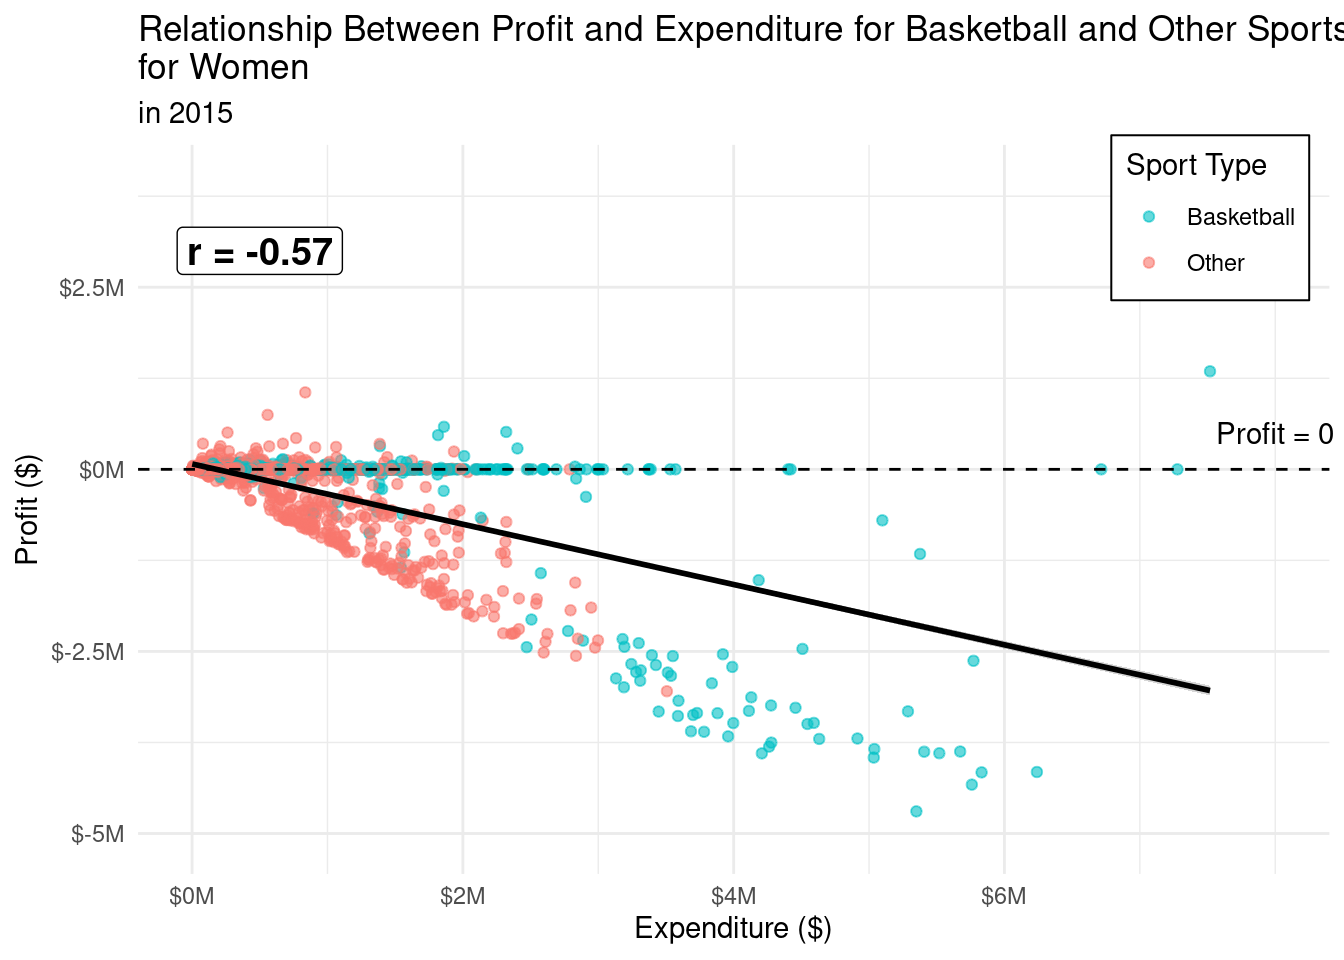 Relationship Between Profit and Expenditure for Basketball and Other Sports
for Women
in 2015
Sport Type
Basketball
Other
r = -0.57
Profit = 0
Profit ($)
$2.5M
$0M
$-2.5M
$-5M
$0M
$2M
$4M
$6M
Expenditure ($)